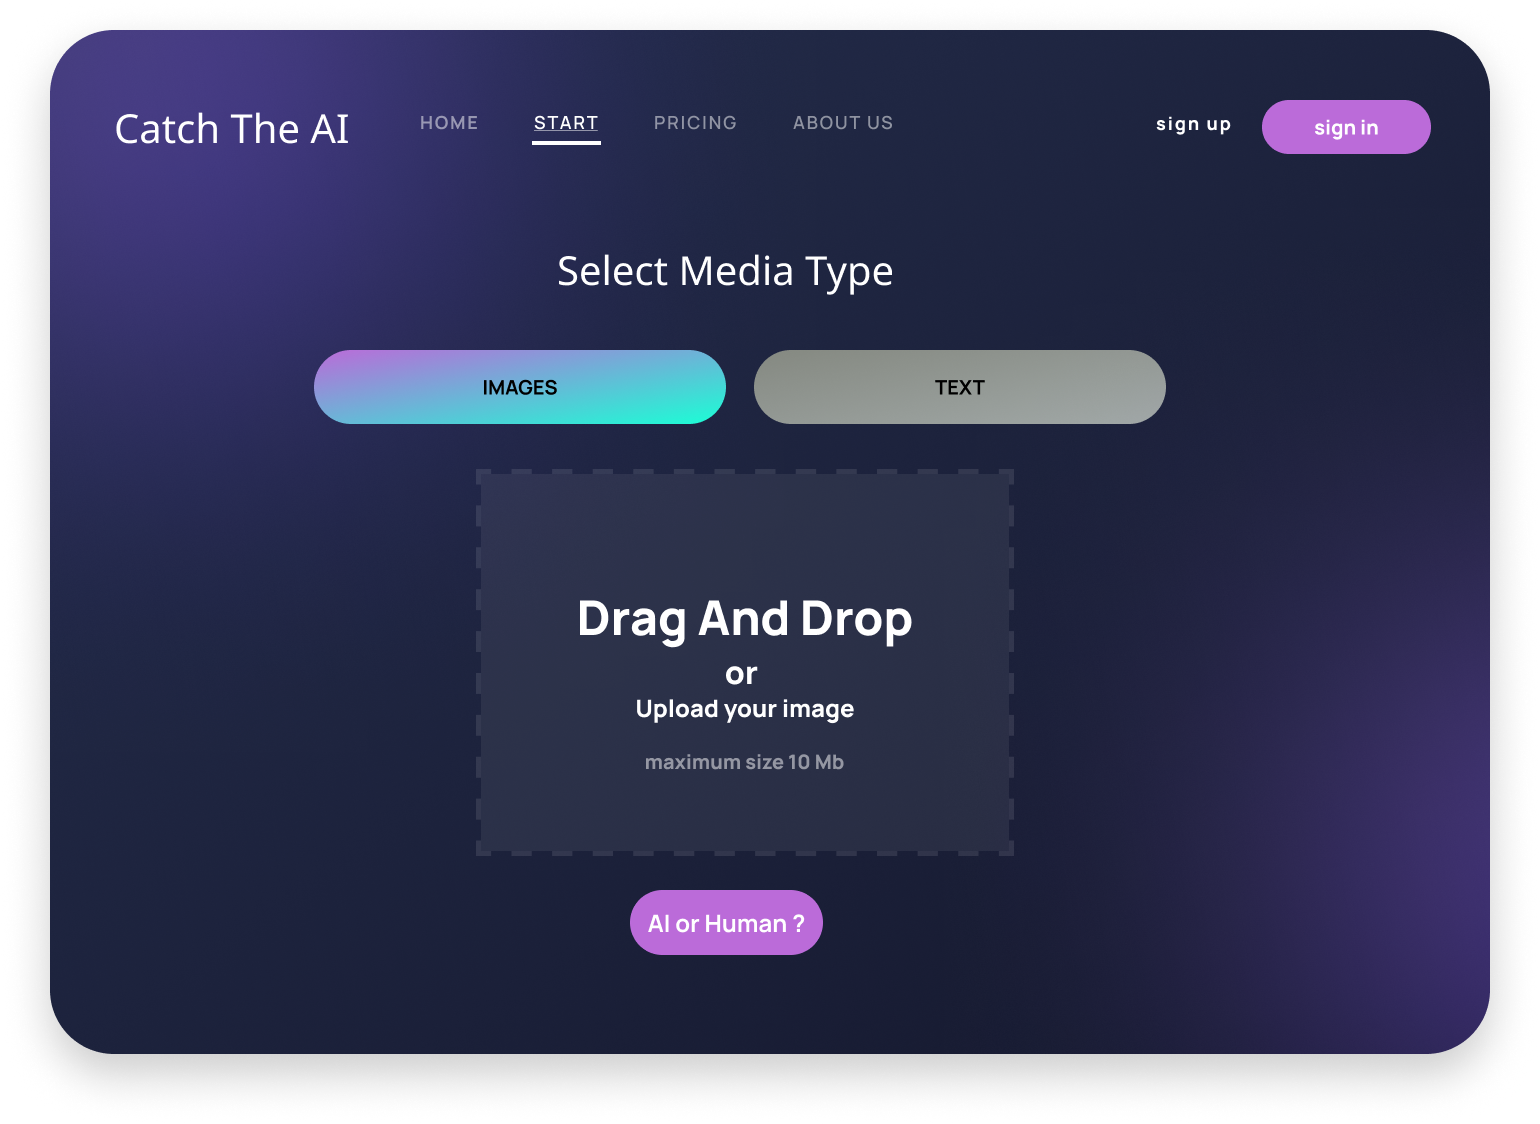 Catch The AI
HOME
START
PRICING
ABOUT US
sign up
sign in
Select Media Type
IMAGES
TEXT
Drag And Drop
or
Upload your image
maximum size 10 Mb
AI or Human ?